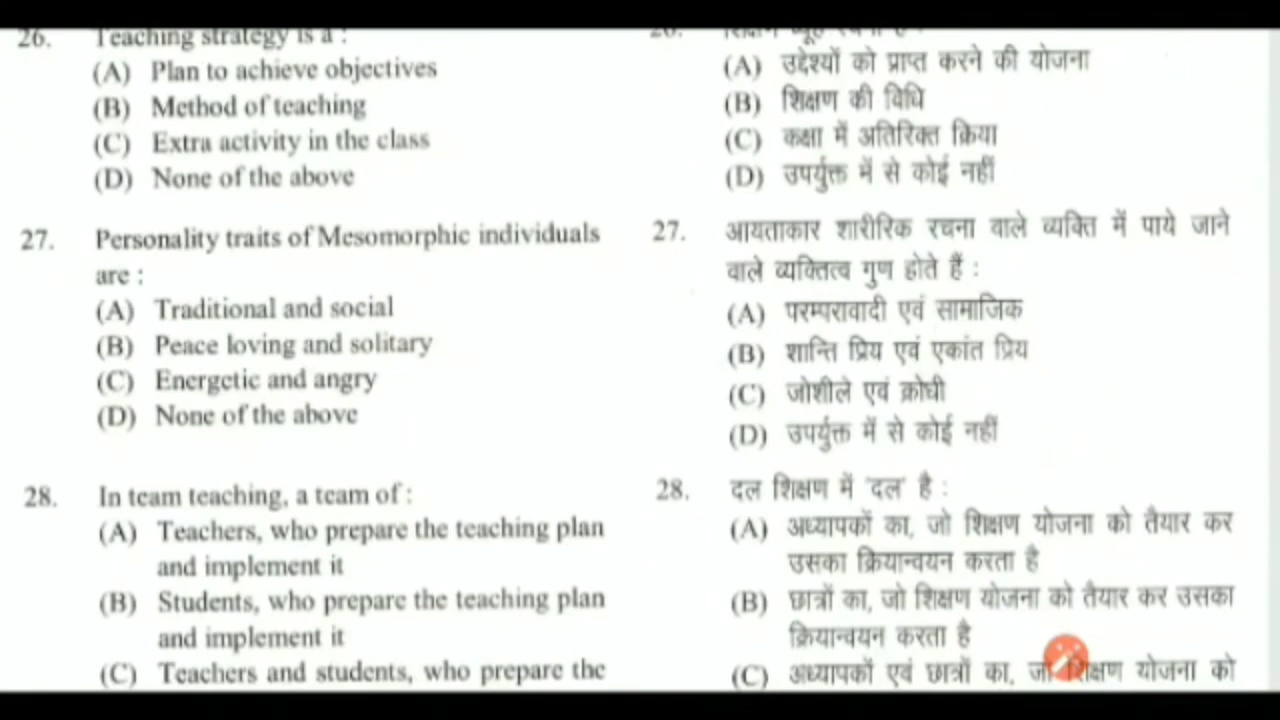 26. Teaching strategy is a :
(A) Plan to achieve objectives
(B) Method of teaching
(C) Extra activity in the class
(D) None of the above
27. Personality traits of Mesomorphic individuals
are :
(A) Traditional and social
(B) Peace loving and solitary
(C) Energetic and angry
(D) None of the above
28. In team teaching, a team of :
(A) Teachers, who prepare the teaching plan
and implement it
(B) Students, who prepare the teaching plan
and implement it
(C) Teachers and students, who prepare the
(A) उद्देश्यों को प्राप्त करने की योजना
(B) शिक्षण की विधि
(C) कक्षा में अतिरिक्त क्रिया
(D) उपर्युक्त में से कोई नहीं
27. आयताकार शारीरिक रचना वाले व्यक्ति में पाये जाने
वाले व्यक्तित्व गुण होते हैं :
(A) परम्परावादी एवं सामाजिक
(B) शान्ति प्रिय एवं एकांत प्रिय
(C) जोशीले एवं क्रोधी
(D) उपर्युक्त में से कोई नहीं
28. दल शिक्षण में 'दल' है :
(A) अध्यापकों का, जो शिक्षण योजना को तैयार कर
उसका क्रियान्वयन करता है
(B) छात्रों का, जो शिक्षण योजना को तैयार कर उसका
क्रियान्वयन करता है
(C) अध्यापकों एवं छात्रों का, जो शिक्षण योजना को